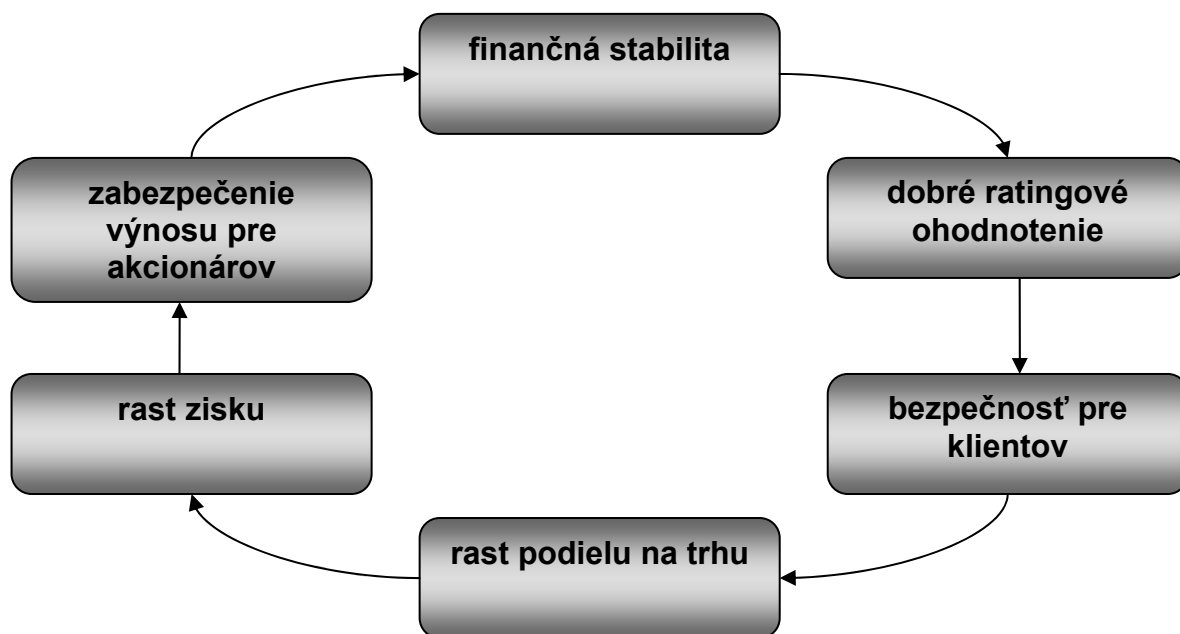 finančná stabilita
dobré ratingové
ohodnotenie
bezpečnosť pre
klientov
rast podielu na trhu
rast zisku
zabezpečenie
výnosu pre
akcionárov